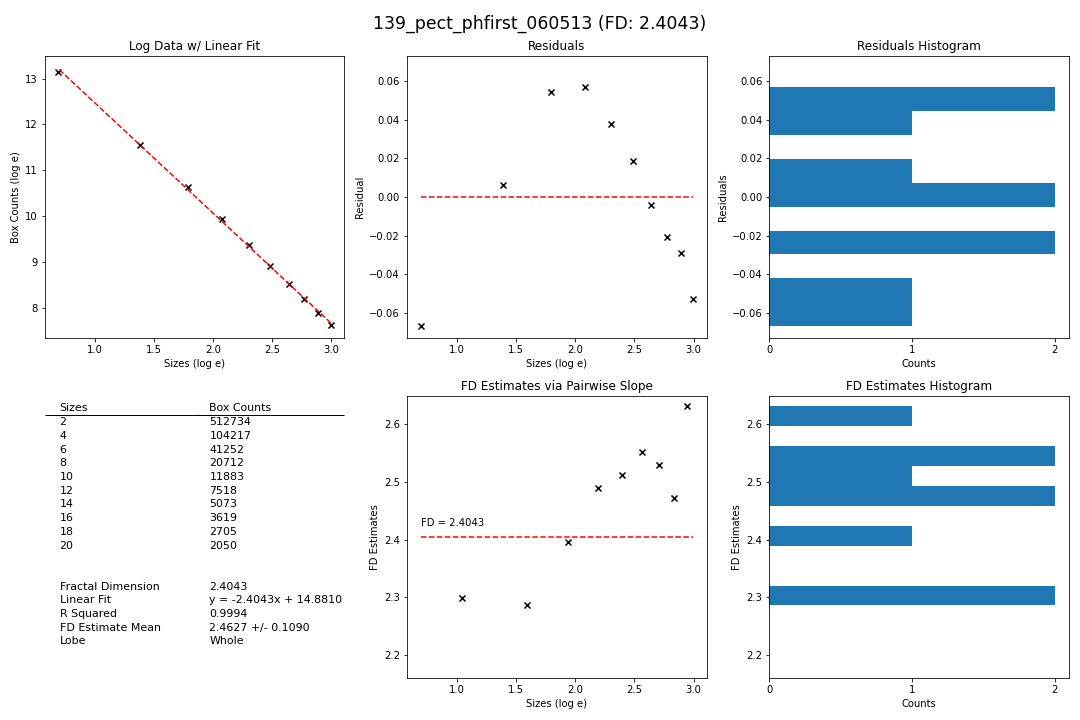 139_pect_phfirst_060513 (FD: 2.4043)
Log Data w/ Linear Fit
13
12
11
10
9
8
Box Counts (log e)
1.0 1.5 2.0 2.5 3.0
Sizes (log e)
Residuals
0.06
0.04
0.02
0.00
−0.02
−0.04
−0.06
Residual
1.0 1.5 2.0 2.5 3.0
Sizes (log e)
Residuals Histogram
0.06
0.04
0.02
0.00
−0.02
−0.04
−0.06
Residuals
0 1 2
Counts
Sizes Box Counts
2 512734
4 104217
6 41252
8 20712
10 11883
12 7518
14 5073
16 3619
18 2705
20 2050
Fractal Dimension 2.4043
Linear Fit y = -2.4043x + 14.8810
R Squared 0.9994
FD Estimate Mean 2.4627 +/- 0.1090
Lobe Whole
FD Estimates via Pairwise Slope
2.6
2.5
2.4
2.3
2.2
FD Estimates
FD = 2.4043
1.0 1.5 2.0 2.5 3.0
Sizes (log e)
FD Estimates Histogram
2.6
2.5
2.4
2.3
2.2
FD Estimates
0 1 2
Counts